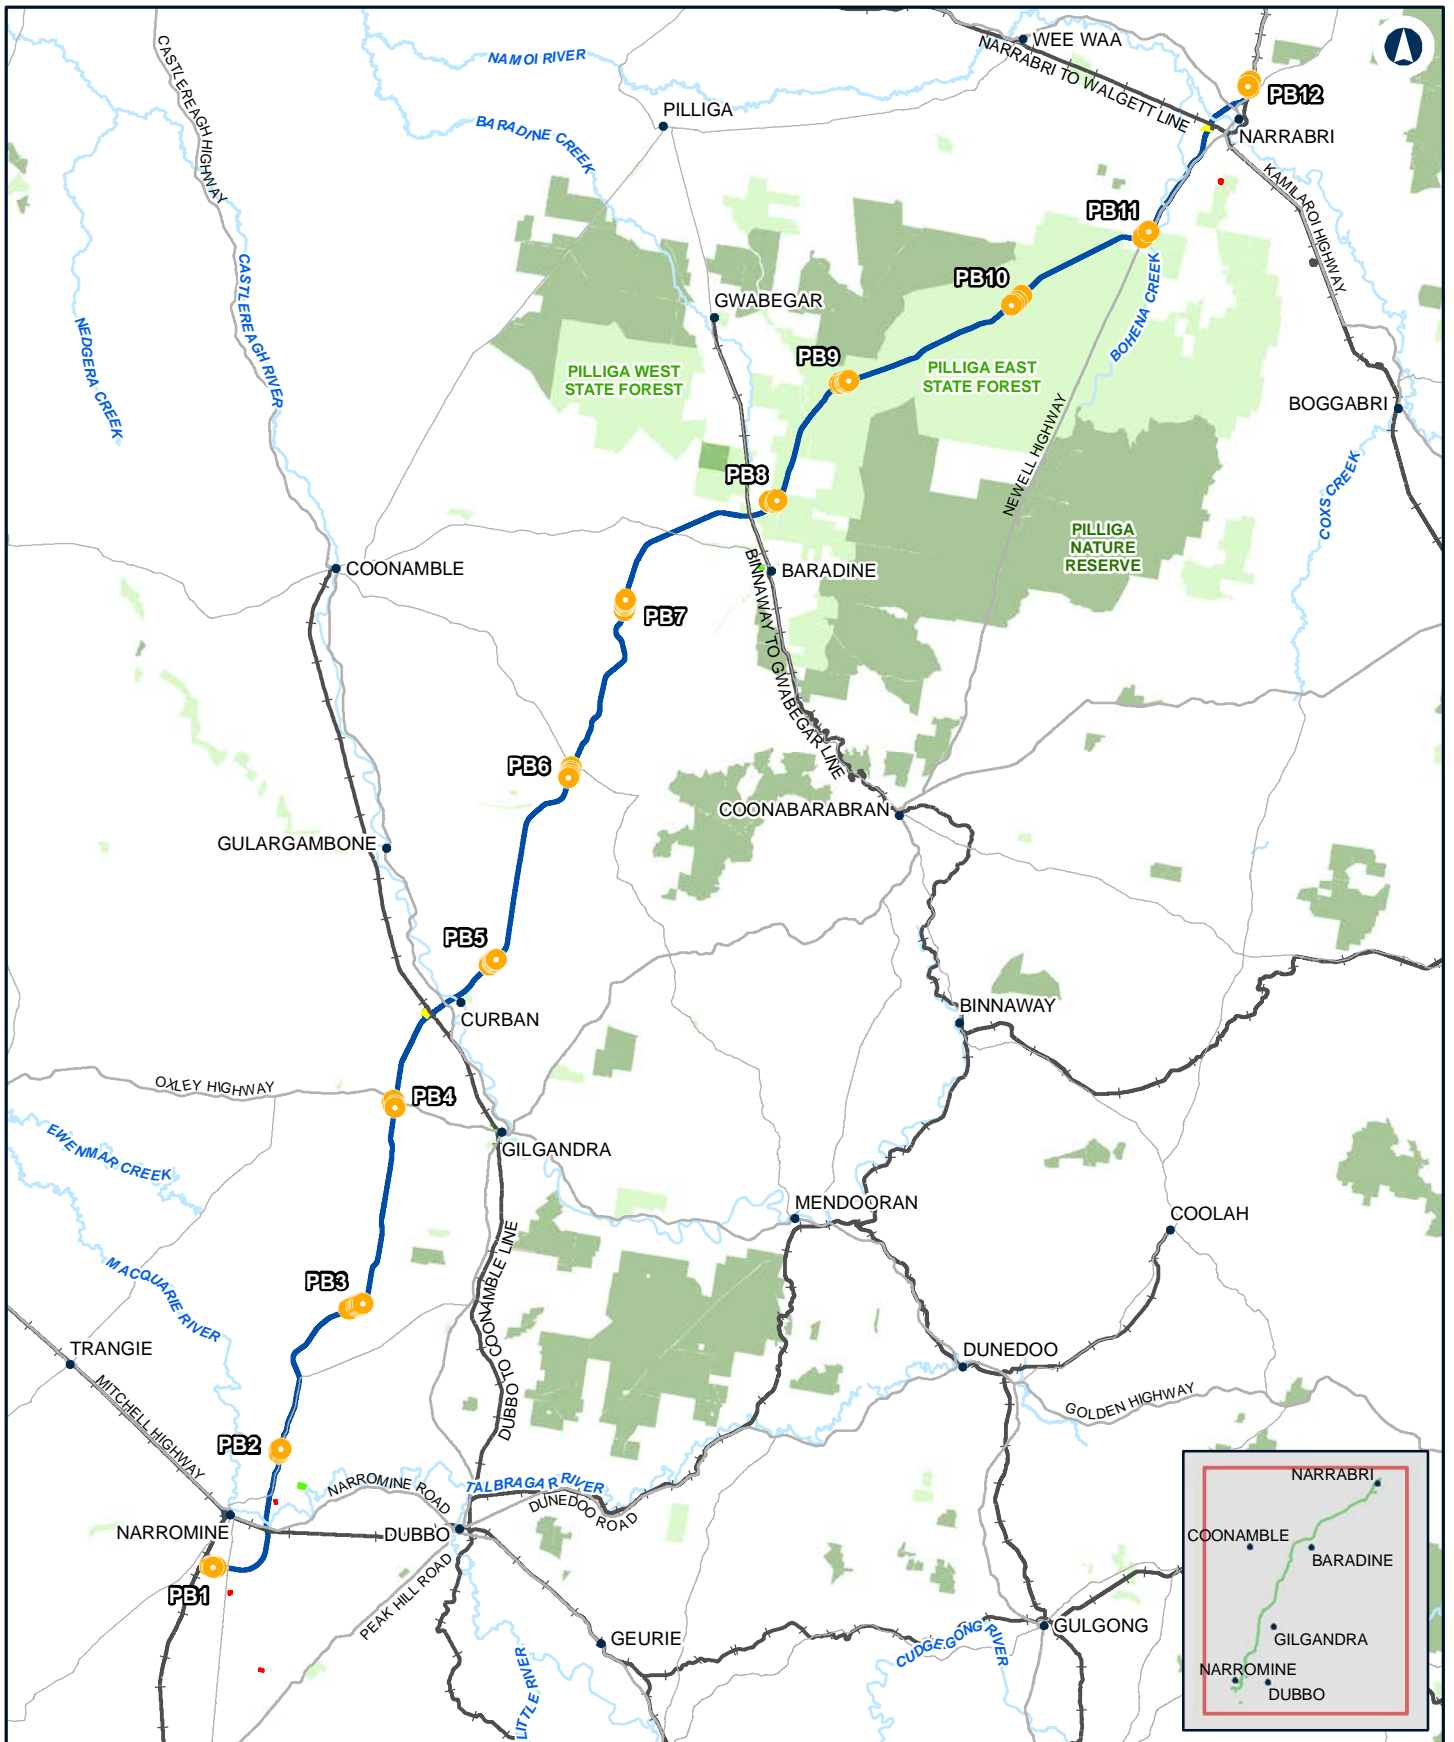 WEE WAA
NAMOI RIVER
NARRABRI TO WALGETT LINE
CASTLEREAGH HIGHWAY
PB12
PILLIGA
BARADINE CREEK
NARRABRI
KAMILAROI HIGHWAY
PB11
CASTLEREAGH RIVER
BOHENA CREEK
PB10
GWABEGAR
NEDGERA CREEK
PB9
PILLIGA WEST
STATE FOREST
PILLIGA EAST
STATE FOREST
BOGGABRI
NEWELL HIGHWAY
PB8
COXS CREEK
PILLIGA
NATURE
RESERVE
COONAMBLE
BARADINE
BINNAWAY TO GWABEGAR LINE
PB7
PB6
COONABARABRAN
GULARGAMBONE
PB5
CURBAN
BINNAWAY
OXLEY HIGHWAY
PB4
EWENMAR CREEK
GILGANDRA
MENDOORAN
COOLAH
MACQUARIE RIVER
DUBBO TO COONAMBLE LINE
PB3
TRANGIE
DUNEDOO
MITCHELL HIGHWAY
GOLDEN HIGHWAY
PB2
NARROMINE ROAD
TALBRAGAR RIVER
DUNEDOO ROAD
NARROMINE
DUBBO
PB1
PEAK HILL ROAD
GEURIE
LITTLE RIVER
CUDGEGONG RIVER
GULGONG
NARRABRI
COONAMBLE
BARADINE
GILGANDRA
NARROMINE
DUBBO